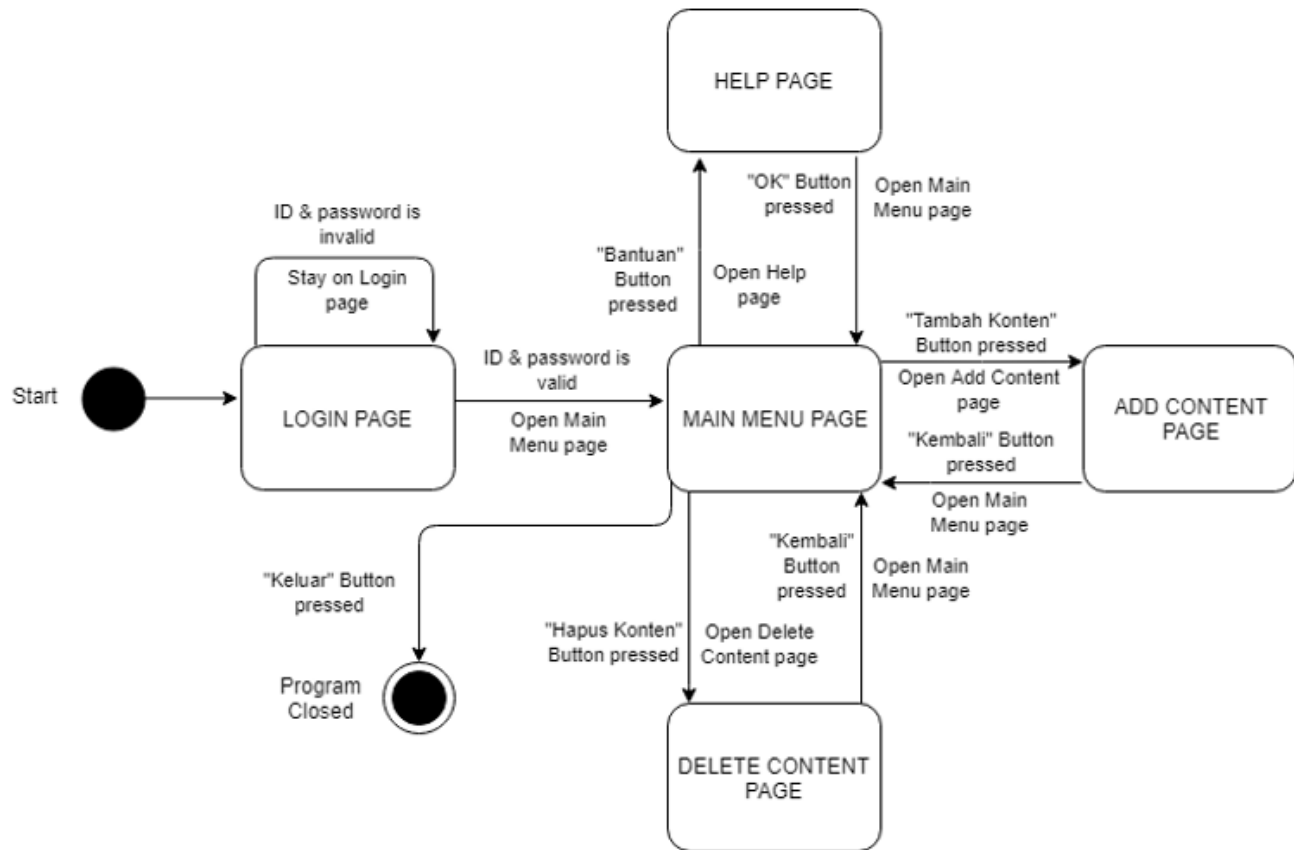 HELP PAGE
"OK" Button
pressed
Open Main
Menu page
ID & password is
invalid
Stay on Login
page
"Bantuan"
Button
pressed
Open Help
page
"Tambah Konten"
Button pressed
Open Add Content
page
Start
LOGIN PAGE
ID & password is
valid
Open Main
Menu page
MAIN MENU PAGE
ADD CONTENT
PAGE
"Kembali" Button
pressed
Open Main
Menu page
"Keluar" Button
pressed
"Kembali"
Button
pressed
Open Main
Menu page
"Hapus Konten"
Button pressed
Open Delete
Content page
Program
Closed
DELETE CONTENT
PAGE